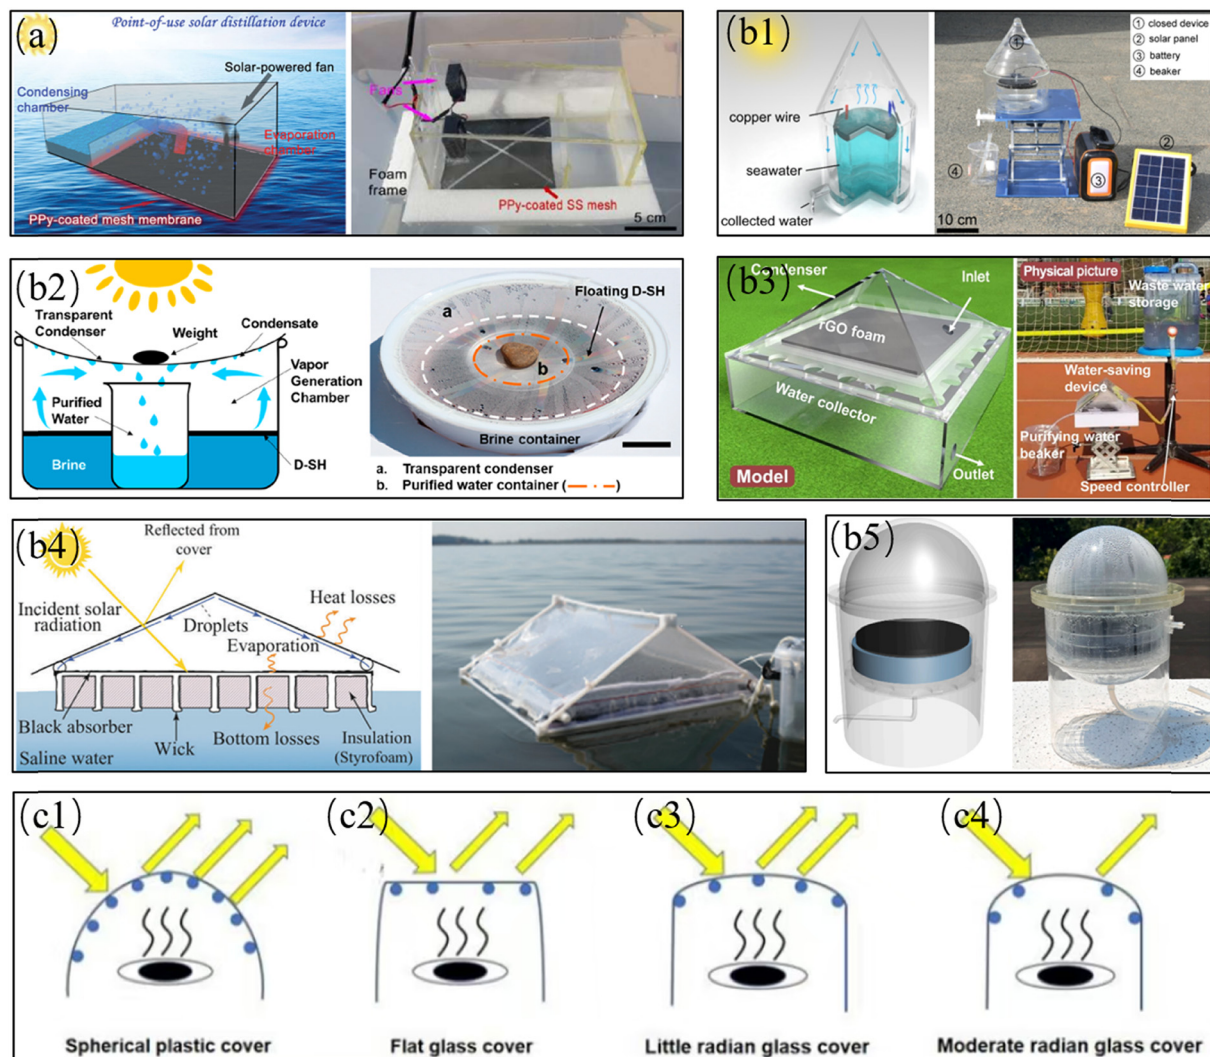 (a)
Point-of-use solar distillation device
Solar-powered fan
Condensing
chamber
Evaporation
chamber
PPy-coated mesh membrane
Fans
Foam
frame
PPy-coated SS mesh
5 cm
(b1)
copper wire
seawater
collected water
① closed device
② solar panel
③ battery
④ beaker
①
②
③
④
10 cm
(b2)
Transparent
Condenser
Weight
Condensate
Vapor
Generation
Chamber
Purified
Water
Brine
D-SH
Floating D-SH
a
b
Brine container
a. Transparent condenser
b. Purified water container ( )
(b3)
Condenser
Inlet
rGO foam
Water collector
Model
Outlet
Physical picture
Waste water
storage
Water-saving
device
Purifying water
beaker
Speed controller
(b4)
Reflected from
cover
Incident solar
radiation
Droplets
Heat losses
Evaporation
Black absorber
Saline water
Wick
Bottom losses
Insulation
(Styrofoam)
(b5)
(c1)
Spherical plastic cover
(c2)
Flat glass cover
(c3)
Little radian glass cover
(c4)
Moderate radian glass cover